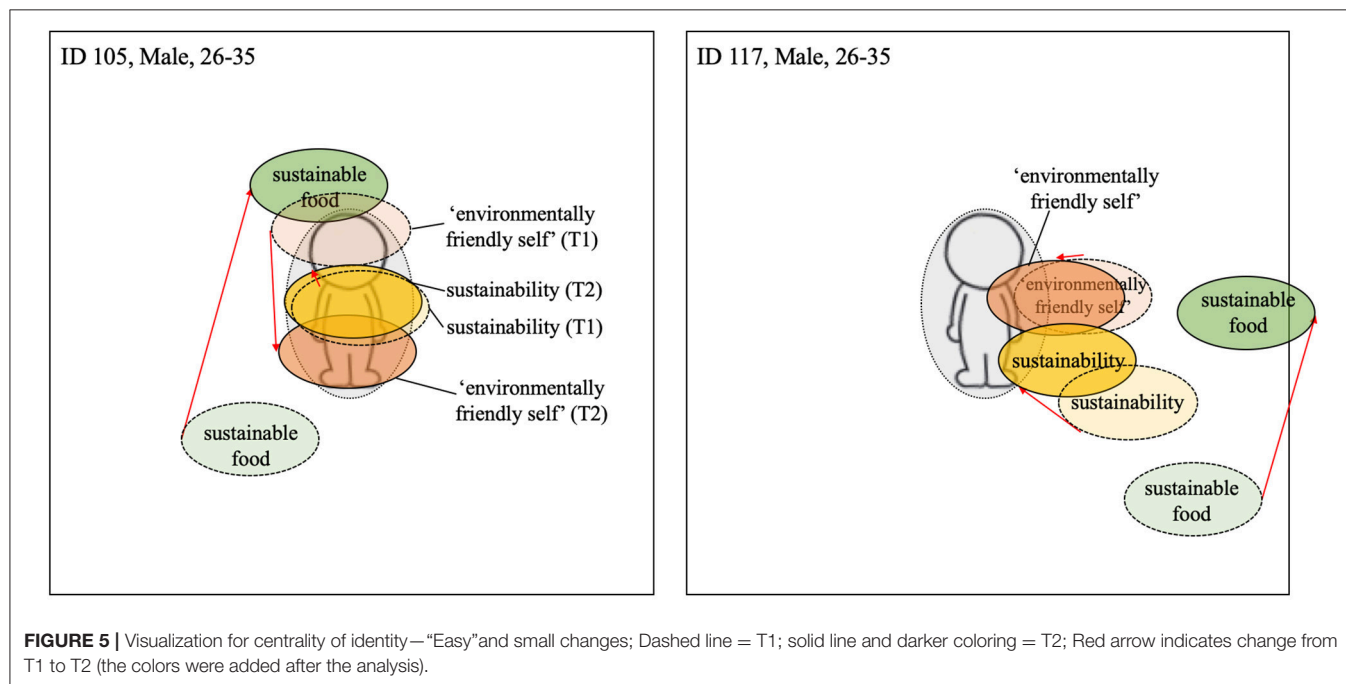 ID 105, Male, 26-35
sustainable
food
'environmentally
friendly self' (T1)
sustainability (T2)
sustainability (T1)
'environmentally
friendly self' (T2)
sustainable
food
ID 117, Male, 26-35
'environmentally
friendly self'
'environmentally
friendly self'
sustainable
food
sustainability
sustainability
sustainable
food
FIGURE 5 | Visualization for centrality of identity—“Easy”and small changes; Dashed line = T1; solid line and darker coloring = T2; Red arrow indicates change from
T1 to T2 (the colors were added after the analysis).